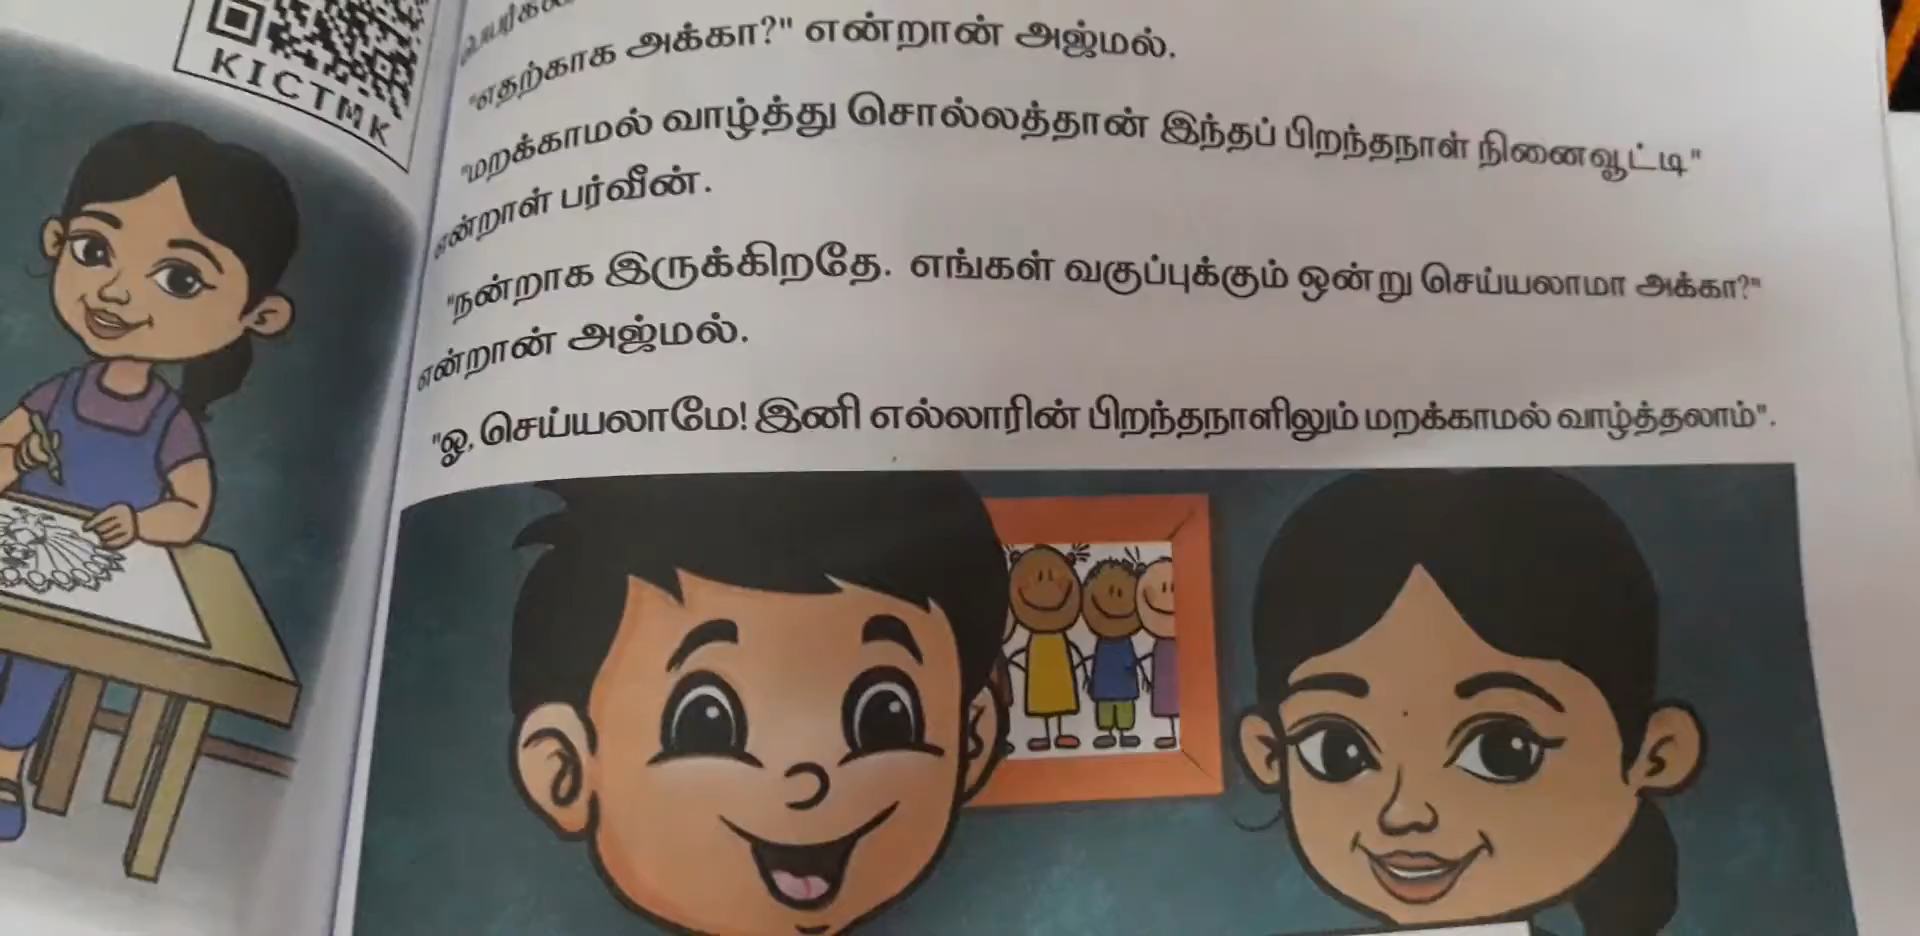 KICTMK
"எதற்காக அக்கா?" என்றான் அஜ்மல்.
"மறக்காமல் வாழ்த்து சொல்லத்தான் இந்தப் பிறந்தநாள் நினைவூட்டி"
என்றாள் பர்வீன்.
"நன்றாக இருக்கிறதே. எங்கள் வகுப்புக்கும் ஒன்று செய்யலாமா அக்கா?"
என்றான் அஜ்மல்.
"ஓ, செய்யலாமே! இனி எல்லாரின் பிறந்தநாளிலும் மறக்காமல் வாழ்த்தலாம்".